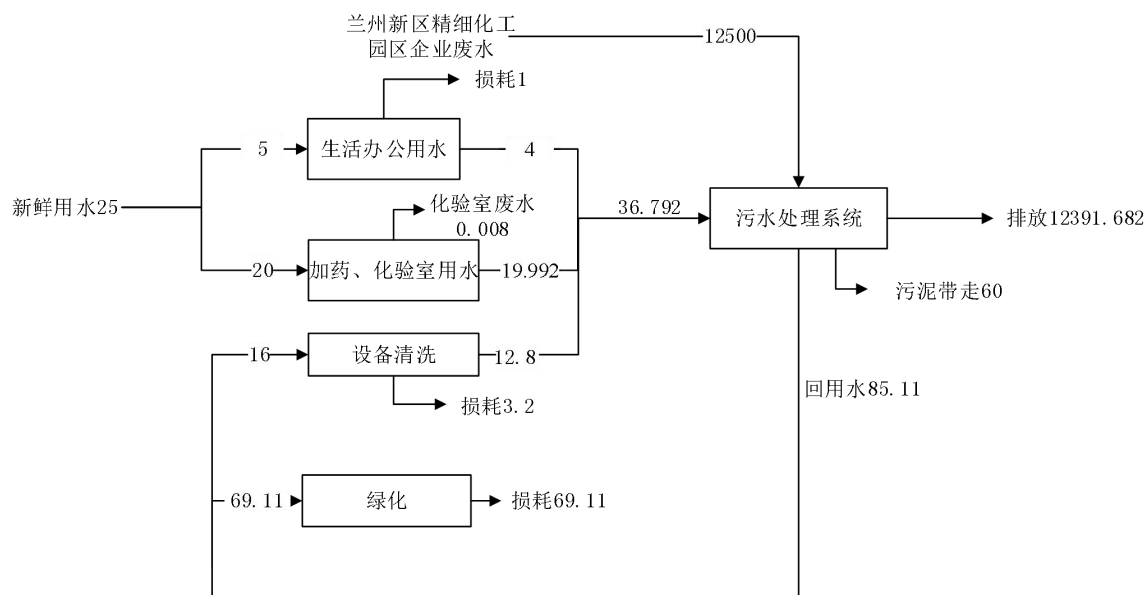 兰州新区精细化工
园区企业废水
12500
损耗1
5
生活办公用水
4
新鲜用水25
化验室废水
0.008
36.792
污水处理系统
排放12391.682
20
加药、化验室用水
19.992
污泥带走60
16
设备清洗
12.8
损耗3.2
回用水85.11
69.11
绿化
损耗69.11